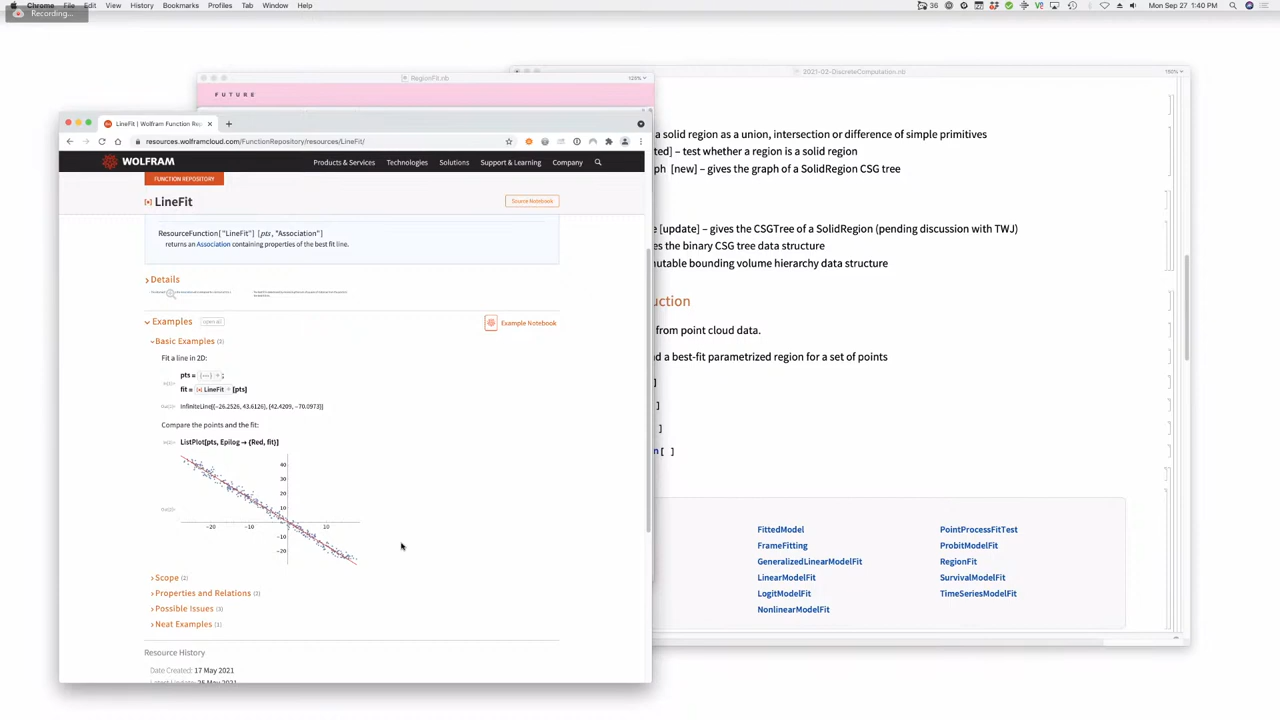 Chrome File Edit View History Bookmarks Profiles Tab Window Help
36
Mon Sep 27 1:40 PM
Recording...
RegionFit.nb
125%
2021-02-DiscreteComputation.nb
150%
FUTURE
LineFit | Wolfram Function Re
resources.wolframcloud.com/FunctionRepository/resources/LineFit/
WOLFRAM
Products & Services Technologies Solutions Support & Learning Company
FUNCTION REPOSITORY
LineFit
Source Notebook
ResourceFunction["LineFit"] [pts, "Association"]
returns an Association containing properties of the best fit line.
Details
Examples (open all)
Example Notebook
Basic Examples (2)
Fit a line in 2D:
pts =
fit = LineFit [pts]
InfiniteLine[{-26.2526, 43.6126}, {42.4209, -70.0973}]
Compare the points and the fit:
ListPlot[pts, Epilog → {Red, fit}]
40
30
20
10
-20 -10 10
-10
-20
Scope (2)
Properties and Relations (2)
Possible Issues (3)
Neat Examples (1)
Resource History
Date Created: 17 May 2021
a solid region as a union, intersection or difference of simple primitives
ted] – test whether a region is a solid region
ph [new] – gives the graph of a SolidRegion CSG tree
e [update] – gives the CSGTree of a SolidRegion (pending discussion with TWJ)
es the binary CSG tree data structure
mutable bounding volume hierarchy data structure
uction
from point cloud data.
nd a best-fit parametrized region for a set of points
]
]
]
n[ ]
FittedModel
FrameFitting
GeneralizedLinearModelFit
LinearModelFit
LogitModelFit
NonlinearModelFit
PointProcessFitTest
ProbitModelFit
RegionFit
SurvivalModelFit
TimeSeriesModelFit